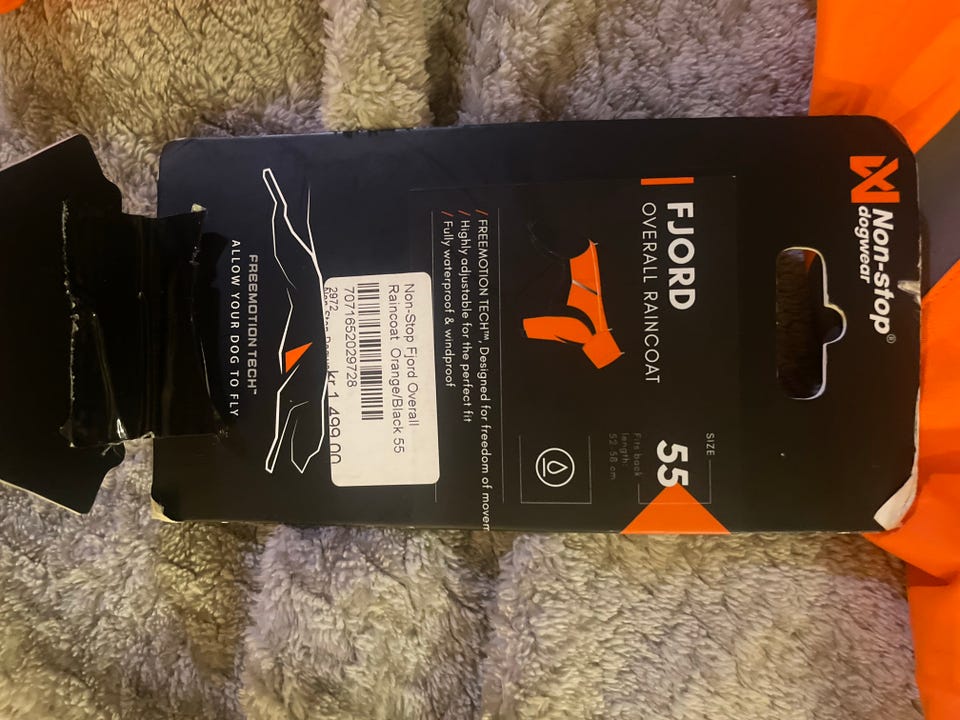 Non-stop®
dogwear
FJORD
OVERALL RAINCOAT
SIZE
55
Fits back
length:
52-58 cm
/ FREEMOTION TECH™, Designed for freedom of movem
/ Highly adjustable for the perfect fit
/ Fully waterproof & windproof
Non-Stop Fjord Overall
Raincoat Orange/Black 55
7071652029728
2972 kr 1 499,00
FREEMOTION TECH™
ALLOW YOUR DOG TO FLY